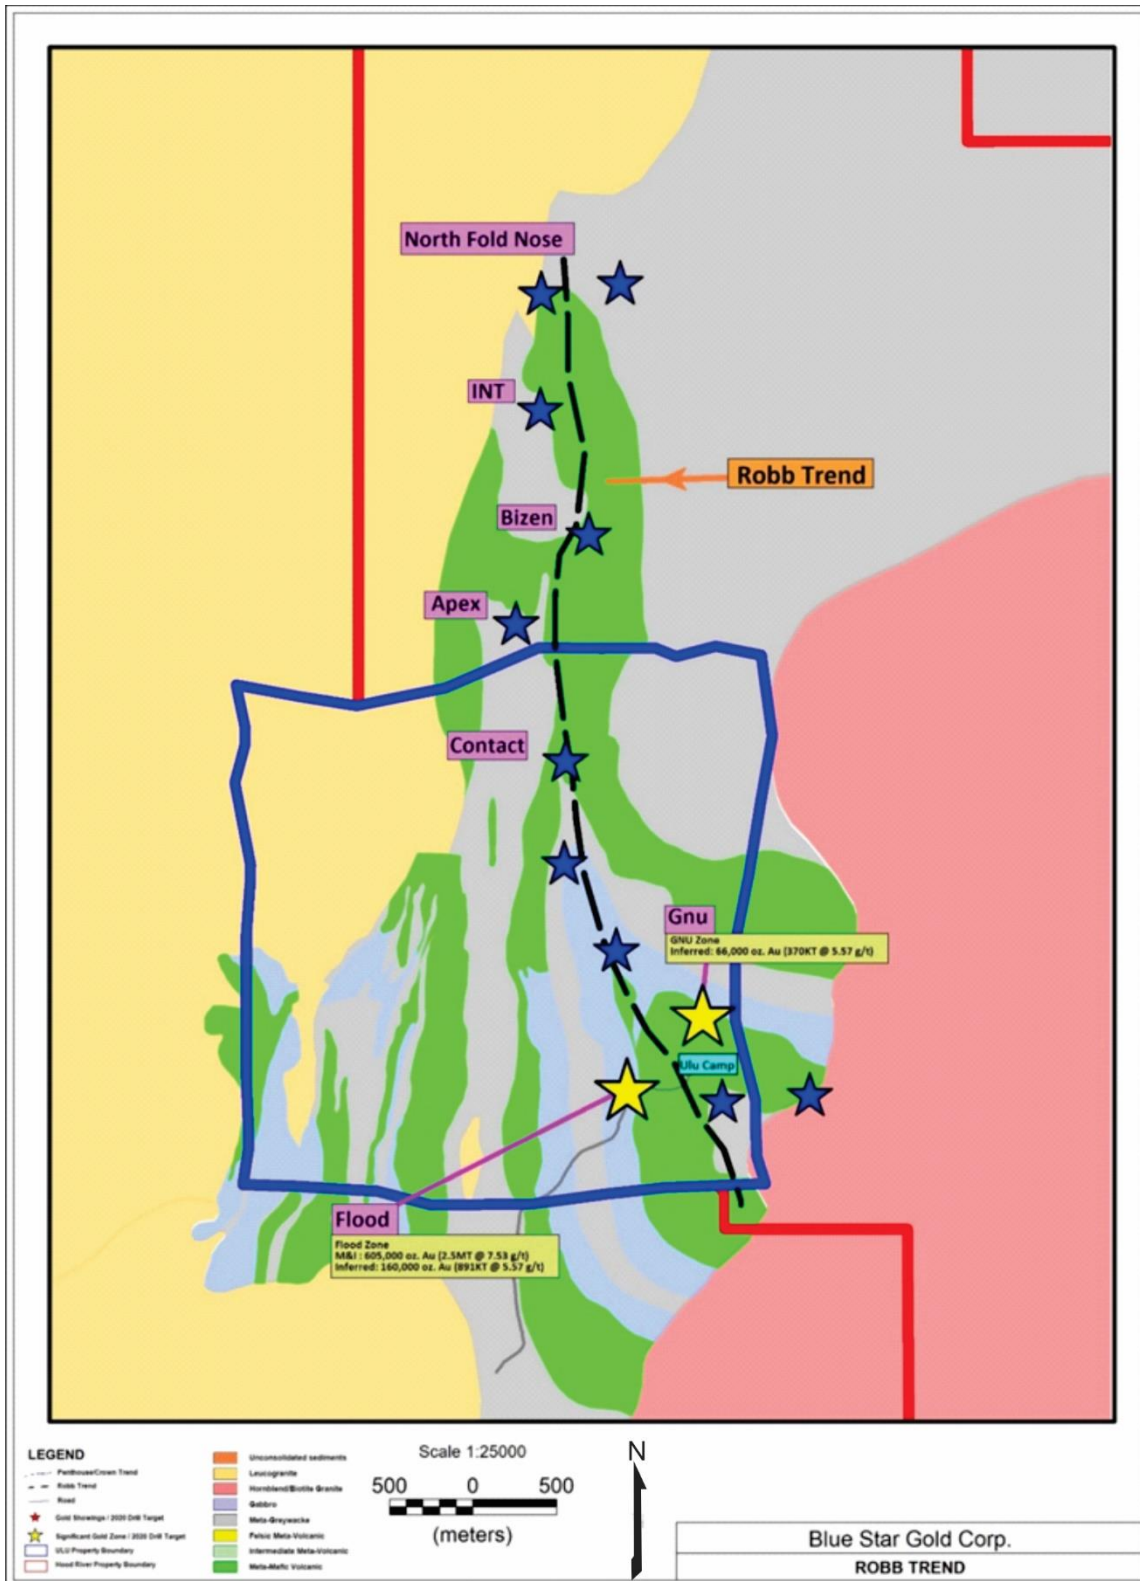 North Fold Nose
INT
Robb Trend
Bizen
Apex
Contact
Gnu
GNU Zone
Inferred: 66,000 oz. Au (370KT @ 5.57 g/t)
Ulu Camp
Flood
Flood Zone
M&I : 605,000 oz. Au (2.5MT @ 7.53 g/t)
Inferred: 160,000 oz. Au (891KT @ 5.57 g/t)
LEGEND
Penthouse/Crown Trend
Robb Trend
Road
Gold Showings / 2020 Drill Target
Significant Gold Zone / 2020 Drill Target
ULU Property Boundary
Hood River Property Boundary
Unconsolidated sediments
Leucogranite
Hornblend/Biotite Granite
Gabbro
Meta-Greywacke
Felsic Meta-Volcanic
Intermediate Meta-Volcanic
Meta-Mafic Volcanic
Scale 1:25000
500 0 500
(meters)
N
Blue Star Gold Corp.
ROBB TREND